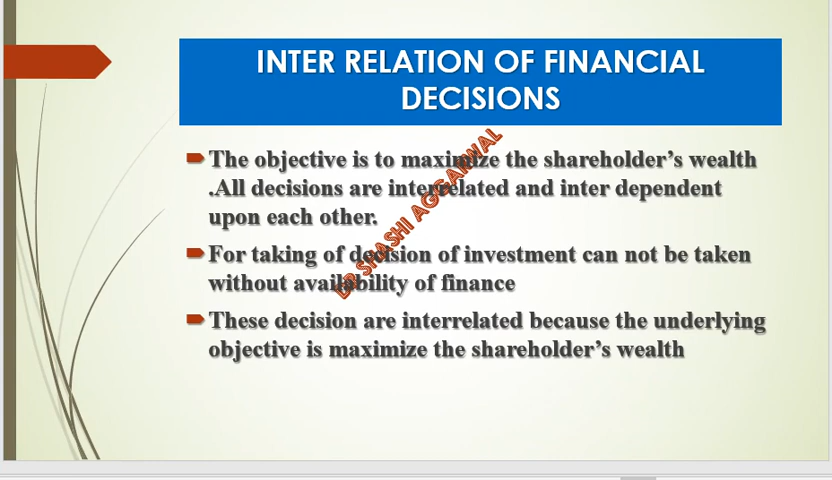 INTER RELATION OF FINANCIAL
DECISIONS
The objective is to maximize the shareholder's wealth
.All decisions are interrelated and inter dependent
upon each other.
For taking of decision of investment can not be taken
without availability of finance
These decision are interrelated because the underlying
objective is maximize the shareholder's wealth
DR SHASHI AGGARWAL